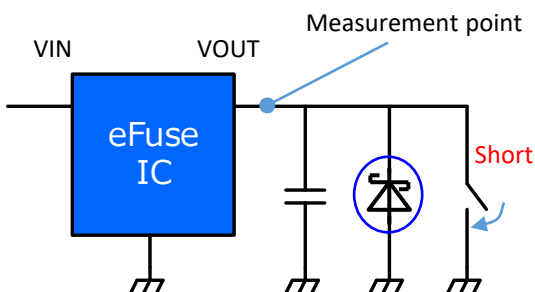 Measurement point
VIN
VOUT
eFuse
IC
Short